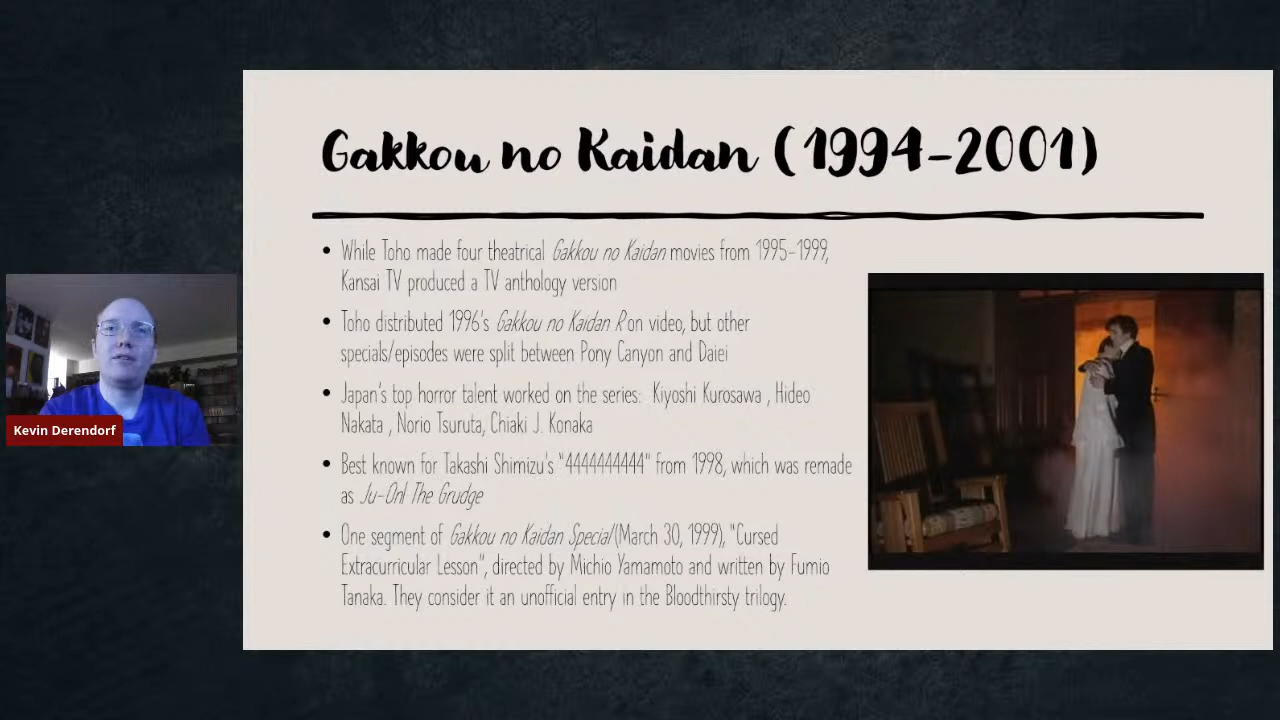 Gakkou no Kaidan (1994-2001)
• While Toho made four theatrical Gakkou no Kaidan movies from 1995-1999,
Kansai TV produced a TV anthology version
• Toho distributed 1996's Gakkou no Kaidan R on video, but other
specials/episodes were split between Pony Canyon and Daiei
• Japan's top horror talent worked on the series: Kiyoshi Kurosawa , Hideo
Nakata , Norio Tsuruta, Chiaki J. Konaka
• Best known for Takashi Shimizu's "4444444444" from 1998, which was remade
as Ju-On! The Grudge
• One segment of Gakkou no Kaidan Special (March 30, 1999), "Cursed
Extracurricular Lesson", directed by Michio Yamamoto and written by Fumio
Tanaka. They consider it an unofficial entry in the Bloodthirsty trilogy.
Kevin Derendorf